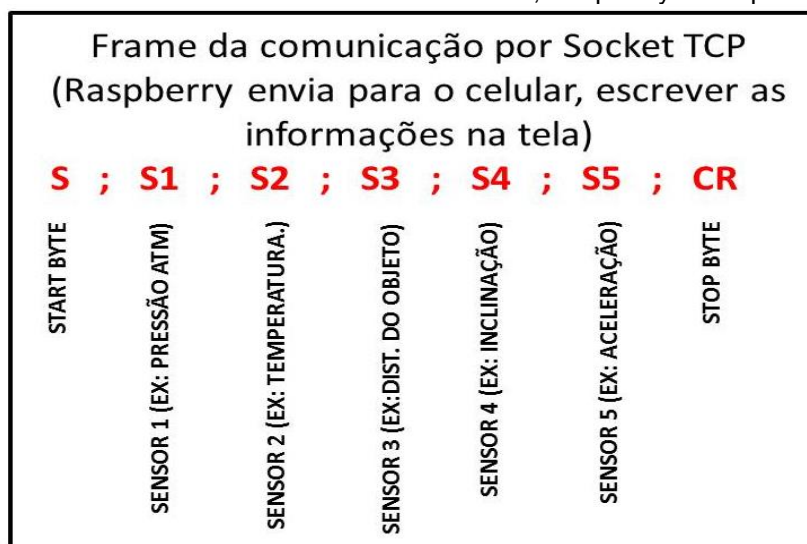 Frame da comunicação por Socket TCP
(Raspberry envia para o celular, escrever as
informações na tela)
S ; S1 ; S2 ; S3 ; S4 ; S5 ; CR
START BYTE
SENSOR 1 (EX: PRESSÃO ATM)
SENSOR 2 (EX: TEMPERATURA.)
SENSOR 3 (EX:DIST. DO OBJETO)
SENSOR 4 (EX: INCLINAÇÃO)
SENSOR 5 (EX: ACELERAÇÃO)
STOP BYTE